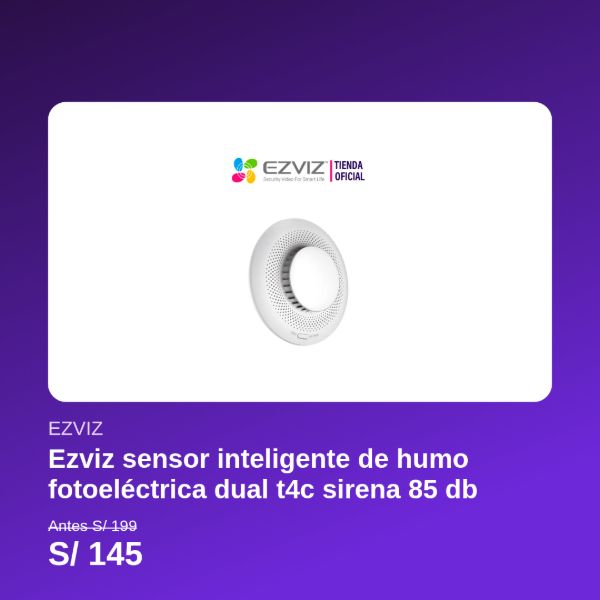 EZVIZ TIENDA
Security Video For Smart Life OFICIAL
EZVIZ
Ezviz sensor inteligente de humo
fotoeléctrica dual t4c sirena 85 db
Antes S/ 199
S/ 145